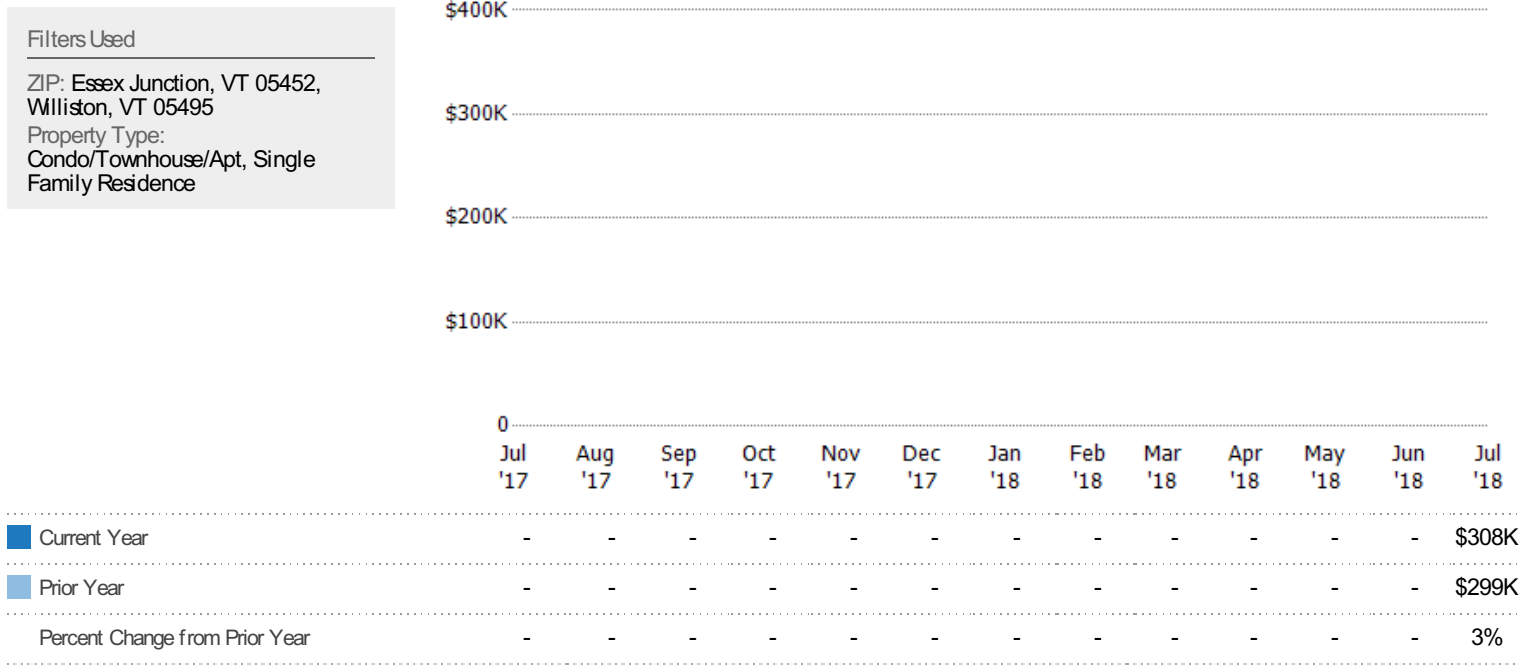 Filters Used
ZIP: Essex Junction, VT 05452,
Williston, VT 05495
Property Type:
Condo/Townhouse/Apt, Single
Family Residence
$400K
$300K
$200K
$100K
0
Jul Aug Sep Oct Nov Dec Jan Feb Mar Apr May Jun Jul
'17 '17 '17 '17 '17 '17 '18 '18 '18 '18 '18 '18 '18
Current Year - - - - - - - - - - - - $308K
Prior Year - - - - - - - - - - - - $299K
Percent Change from Prior Year - - - - - - - - - - - - 3%